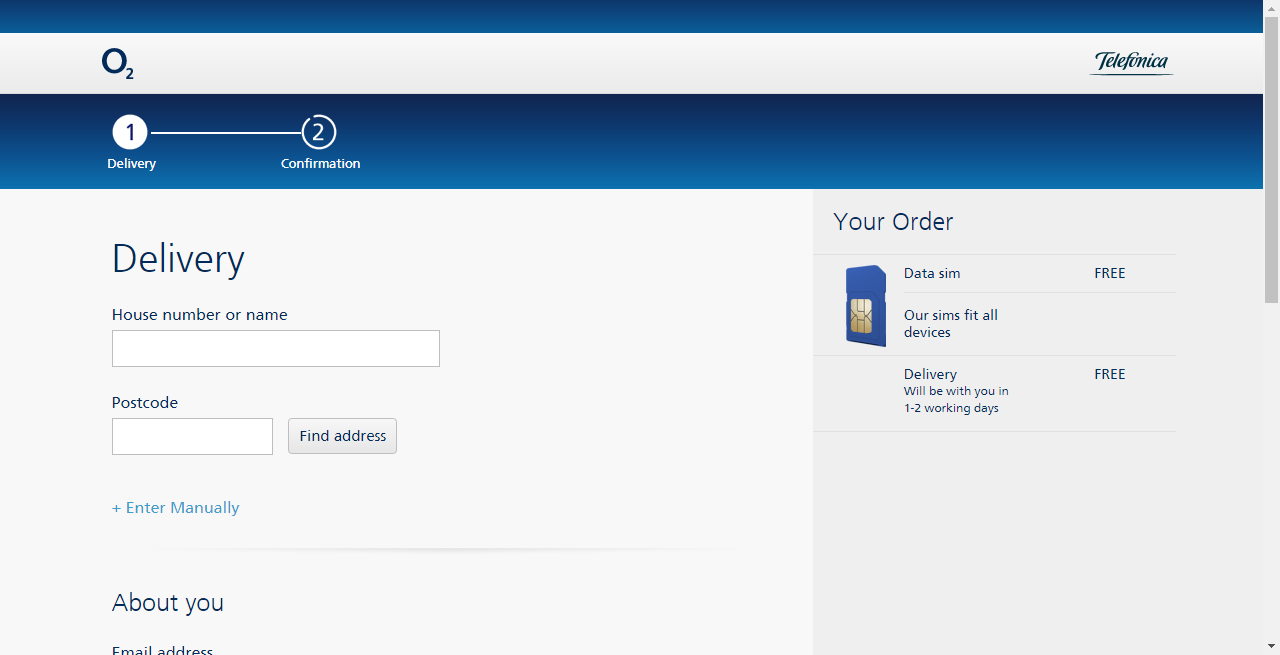 O2
Telefónica
1
2
Delivery
Confirmation
Delivery
House number or name
Postcode
Find address
+ Enter Manually
About you
Email address
Your Order
Data sim FREE
Our sims fit all
devices
Delivery FREE
Will be with you in
1-2 working days